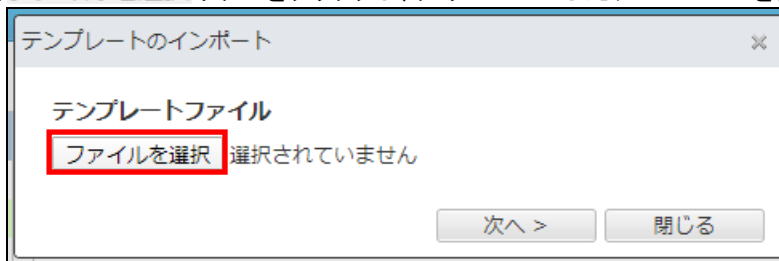 テンプレートのインポート
テンプレートファイル
ファイルを選択 選択されていません
次へ > 閉じる